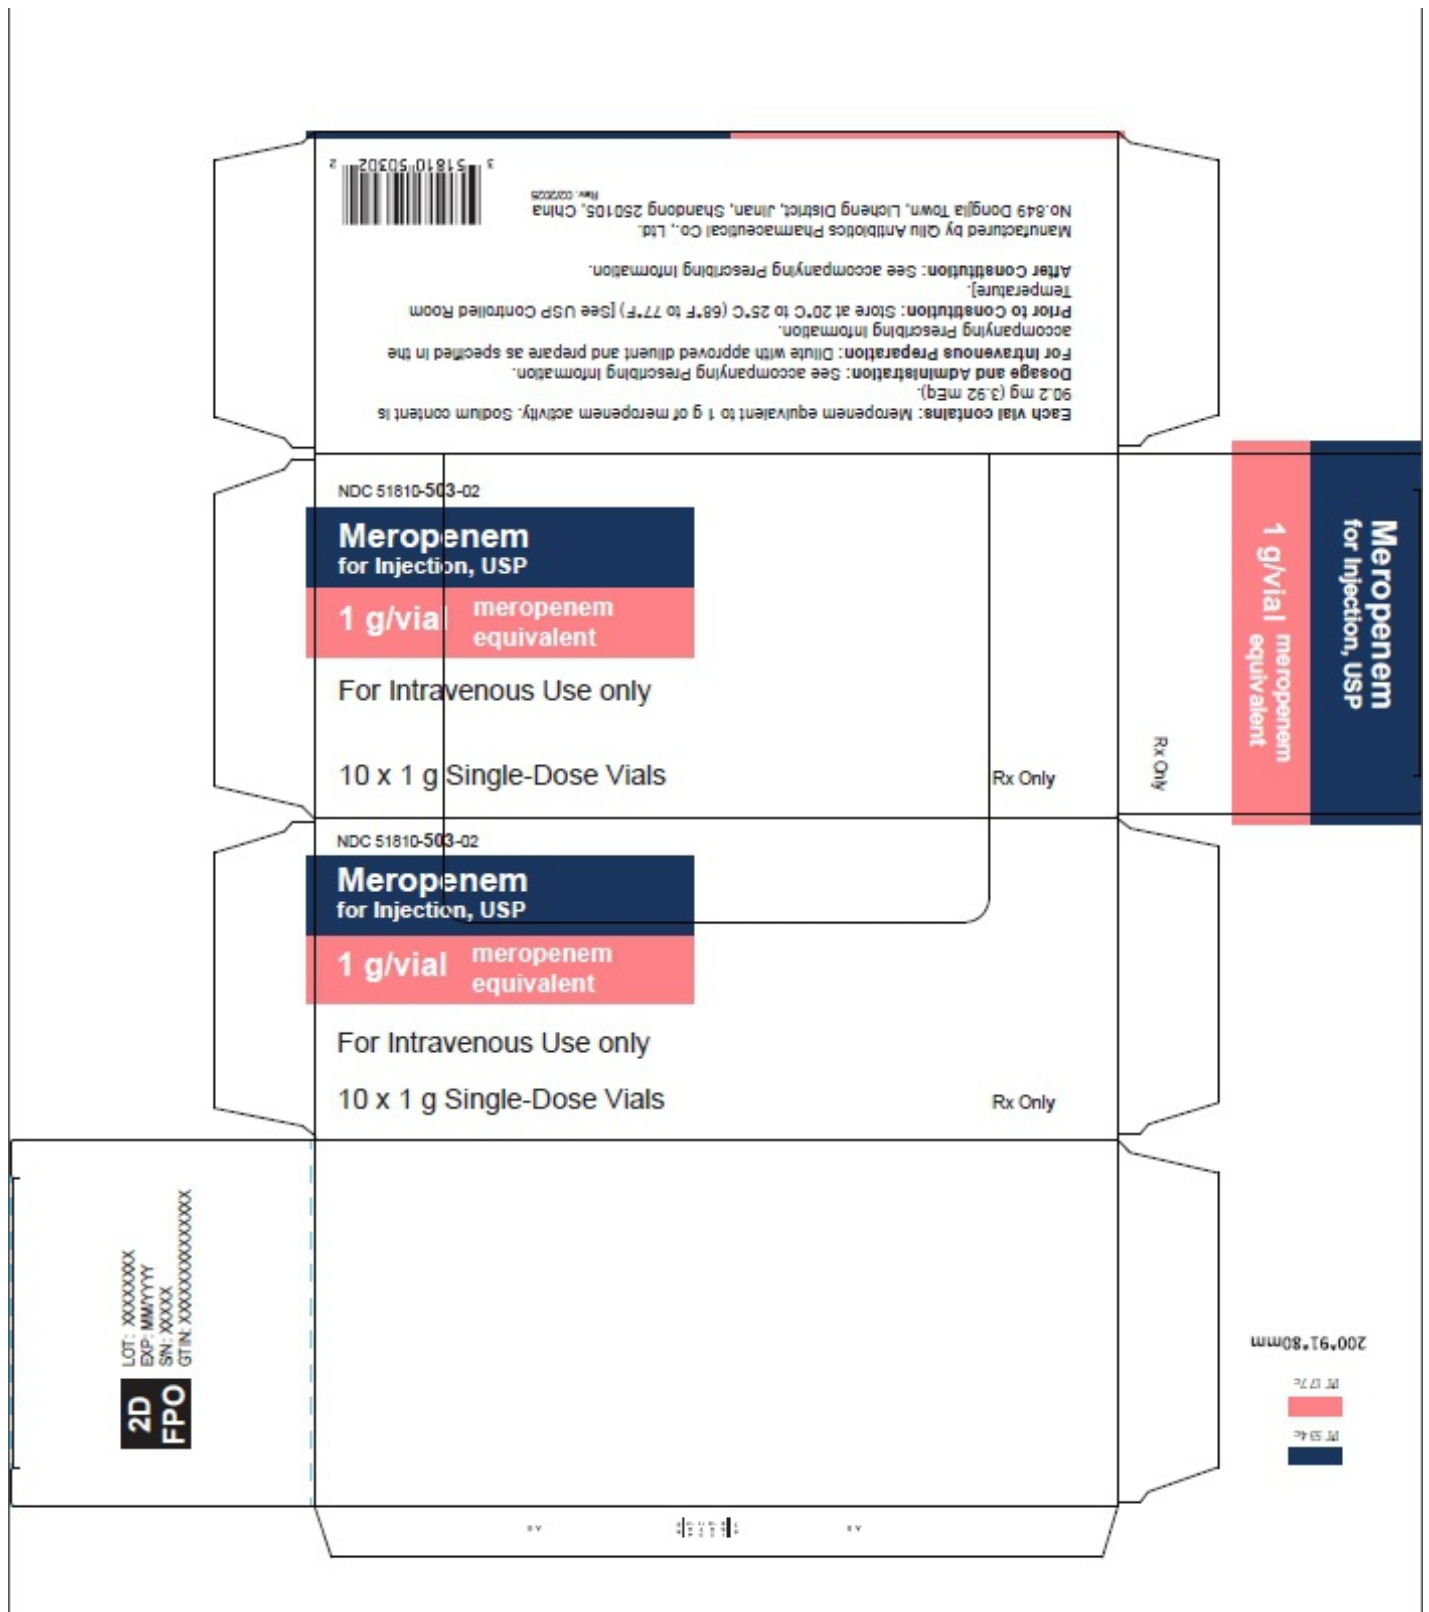 Each vial contains: Meropenem equivalent to 1 g of meropenem activity. Sodium content is
90.2 mg (3.92 mEq).
Dosage and Administration: See accompanying Prescribing Information.
For Intravenous Preparation: Dilute with approved diluent and prepare as specified in the
accompanying Prescribing Information.
Prior to Constitution: Store at 20°C to 25°C (68°F to 77°F) [See USP Controlled Room
Temperature].
After Constitution: See accompanying Prescribing Information.
Manufactured by Qilu Antibiotics Pharmaceutical Co., Ltd.
No.849 Dongjia Town, Licheng District, Jinan, Shandong 250105, China
Rev. 02/2025
3 51810 50302 2
NDC 51810-503-02
Meropenem
for Injection, USP
1 g/vial meropenem
equivalent
For Intravenous Use only
10 x 1 g Single-Dose Vials
Rx Only
Meropenem
for Injection, USP
1 g/vial meropenem
equivalent
Rx Only
NDC 51810-503-02
Meropenem
for Injection, USP
1 g/vial meropenem
equivalent
For Intravenous Use only
10 x 1 g Single-Dose Vials
Rx Only
LOT: XXXXXXXX
EXP: MM/YYYY
S/N: XXXXX
GTIN: XXXXXXXXXXXXXX
2D
FPO
200*91*80mm